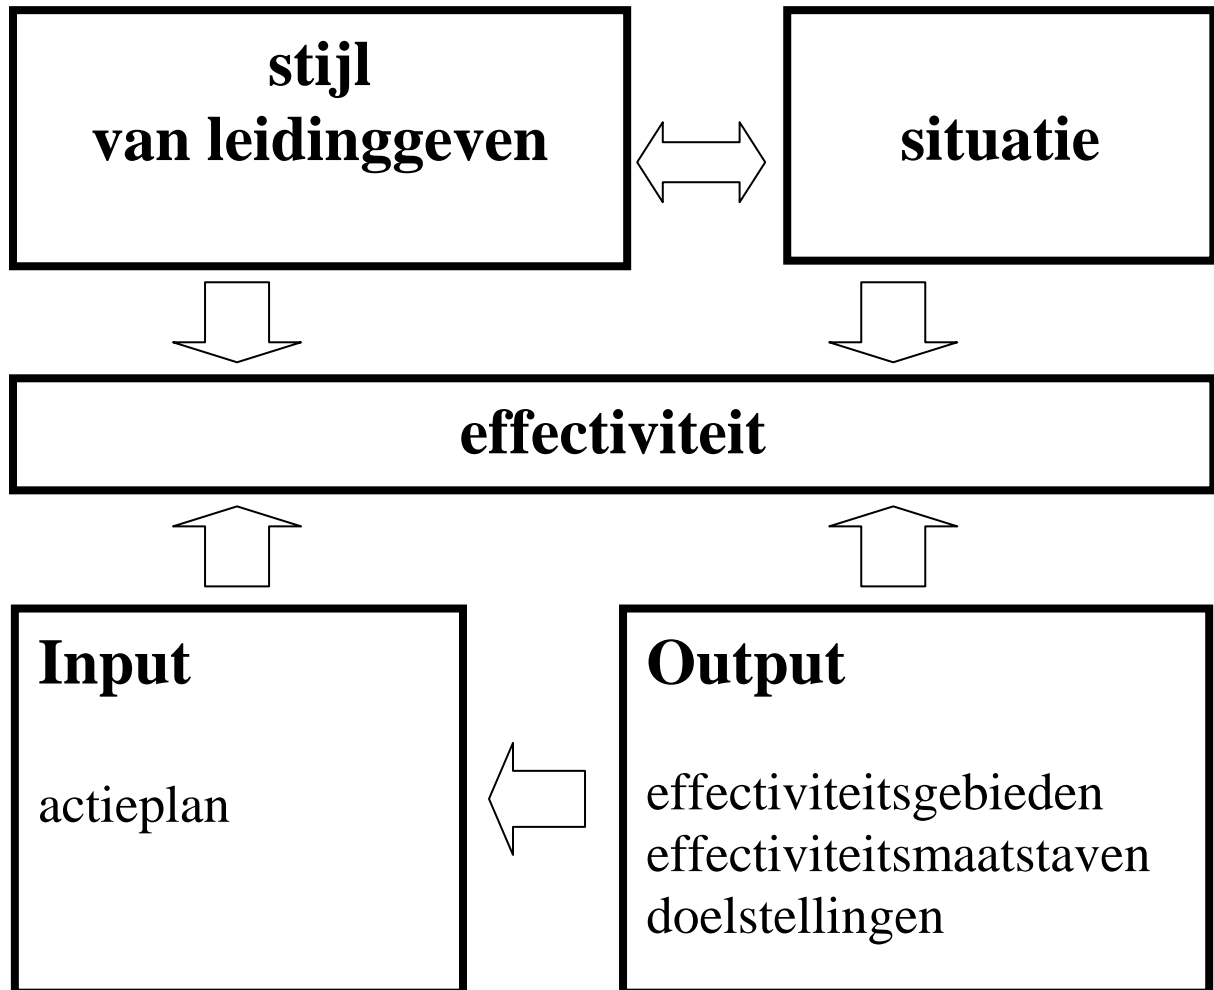 stijl
van leidinggeven
situatie
effectiviteit
Input
actieplan
Output
effectiviteitsgebieden
effectiviteitsmaatstaven
doelstellingen